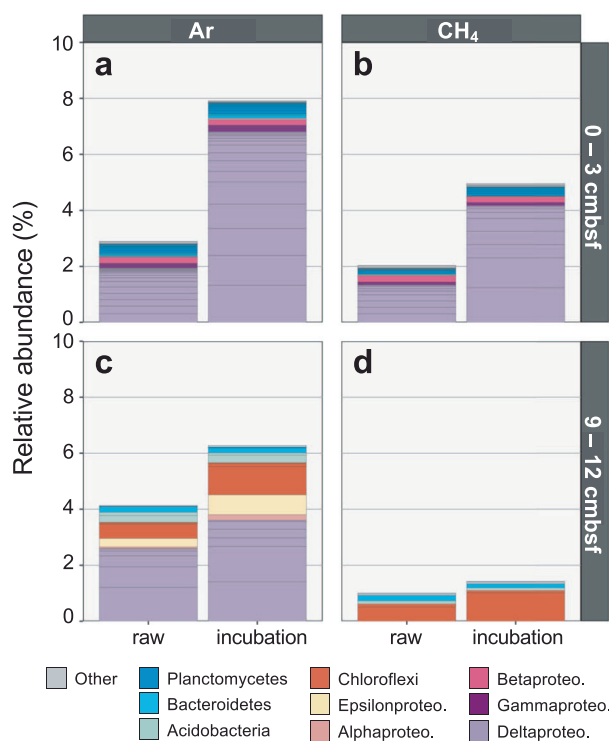 Ar
CH4
a
b
10
8
6
4
2
0
0 – 3 cmbsf
Relative abundance (%)
c
d
10
8
6
4
2
0
9 – 12 cmbsf
raw
incubation
raw
incubation
Other
Planctomycetes
Chloroflexi
Betaproteo.
Bacteroidetes
Epsilonproteo.
Gammaproteo.
Acidobacteria
Alphaproteo.
Deltaproteo.